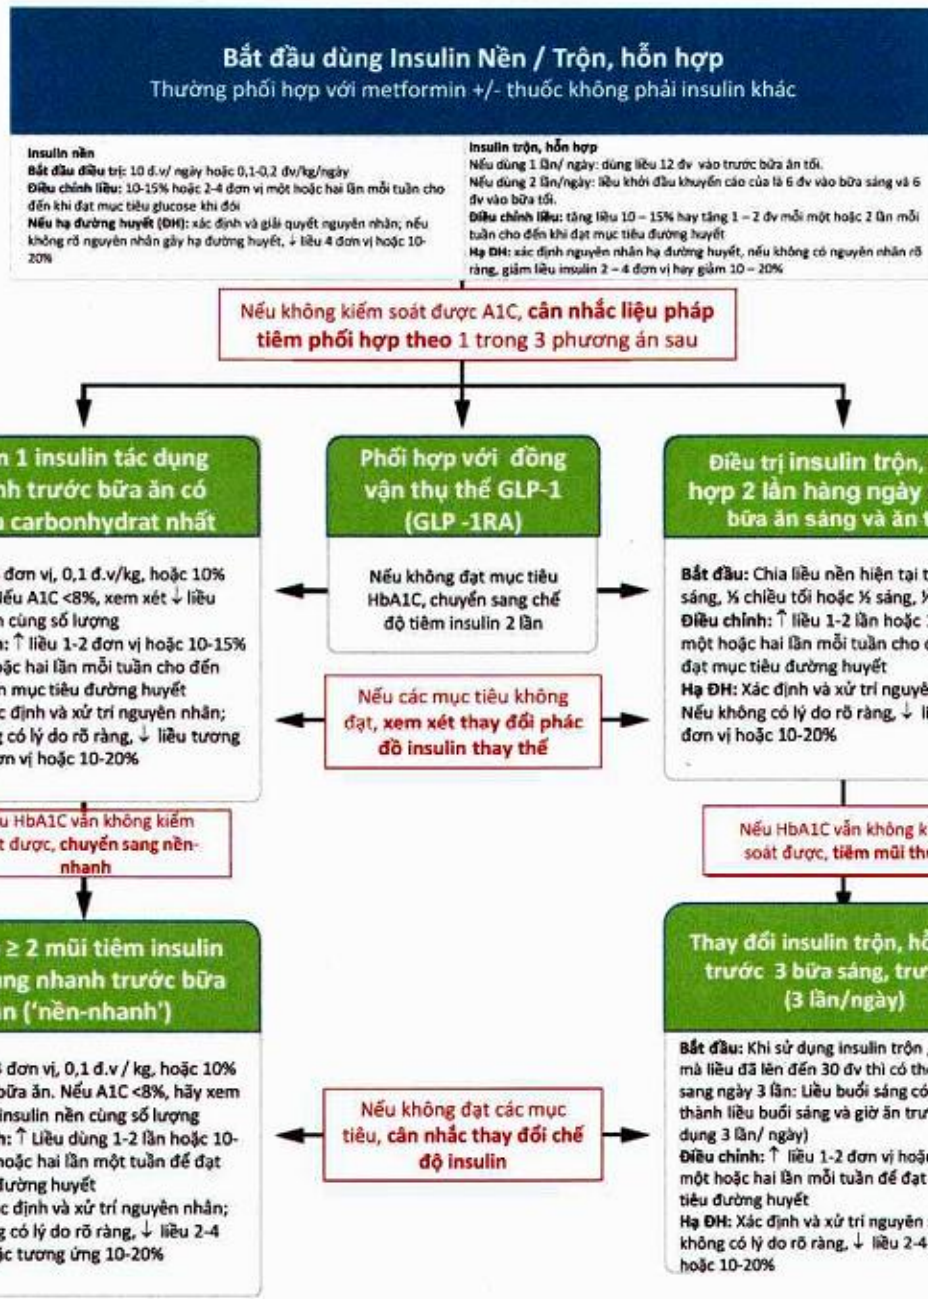 Bắt đầu dùng Insulin Nền / Trộn, hỗn hợp
Thường phối hợp với metformin +/- thuốc không phải insulin khác
Insulin nền
Bắt đầu điều trị: 10 đ.v/ ngày hoặc 0,1-0,2 đv/kg/ngày
Điều chỉnh liều: 10-15% hoặc 2-4 đơn vị một hoặc hai lần mỗi tuần cho
đến khi đạt mục tiêu glucose khi đói
Nếu hạ đường huyết (ĐH): xác định và giải quyết nguyên nhân; nếu
không rõ nguyên nhân gây hạ đường huyết, ↓ liều 4 đơn vị hoặc 10-
20%
Insulin trộn, hỗn hợp
Nếu dùng 1 lần/ ngày: dùng liều 12 đv vào trước bữa ăn tối.
Nếu dùng 2 lần/ngày: liều khởi đầu khuyến cáo của là 6 đv vào bữa sáng và 6
đv vào bữa tối.
Điều chỉnh liều: tăng liều 10 – 15% hay tăng 1 – 2 đv mỗi một hoặc 2 lần mỗi
tuần cho đến khi đạt mục tiêu đường huyết
Hạ ĐH: xác định nguyên nhân hạ đường huyết, nếu không có nguyên nhân rõ
ràng, giảm liều insulin 2 – 4 đơn vị hay giảm 10 – 20%
Nếu không kiểm soát được A1C, cân nhắc liệu pháp
tiêm phối hợp theo 1 trong 3 phương án sau
1 insulin tác dụng
trước bữa ăn có
carbonhydrat nhất
đơn vị, 0,1 đ.v/kg, hoặc 10%
A1C <8%, xem xét ↓ liều
cùng số lượng
↑ liều 1-2 đơn vị hoặc 10-15%
hai lần mỗi tuần cho đến
mục tiêu đường huyết
định và xử trí nguyên nhân;
có lý do rõ ràng, ↓ liều tương
vị hoặc 10-20%
Phối hợp với đồng
vận thụ thể GLP-1
(GLP -1RA)
Nếu không đạt mục tiêu
HbA1C, chuyển sang chế
độ tiêm insulin 2 lần
Điều trị insulin trộn,
hợp 2 lần hàng ngày
bữa ăn sáng và ăn
Bắt đầu: Chia liều nền hiện tại
sáng, ⅓ chiều tối hoặc ½ sáng,
Điều chỉnh: ↑ liều 1-2 lần hoặc
một hoặc hai lần mỗi tuần cho
đạt mục tiêu đường huyết
Hạ ĐH: Xác định và xử trí
Nếu không có lý do rõ ràng, ↓
đơn vị hoặc 10-20%
Nếu các mục tiêu không
đạt, xem xét thay đổi phác
đồ insulin thay thế
HbA1C vẫn không kiểm
được, chuyển sang nền-
nhanh
Nếu HbA1C vẫn không
soát được, tiêm mũi
≥ 2 mũi tiêm insulin
nhanh trước bữa
('nền-nhanh')
đơn vị, 0,1 đ.v / kg, hoặc 10%
bữa ăn. Nếu A1C <8%, hãy xem
insulin nền cùng số lượng
↑ Liều dùng 1-2 lần hoặc 10-
hoặc hai lần một tuần để đạt
đường huyết
định và xử trí nguyên nhân;
có lý do rõ ràng, ↓ liều 2-4
tương ứng 10-20%
Nếu không đạt các mục
tiêu, cân nhắc thay đổi chế
độ insulin
Thay đổi insulin trộn,
trước 3 bữa sáng,
(3 lần/ngày)
Bắt đầu: Khi sử dụng insulin trộn
mà liều đã lên đến 30 đv thì có
sang ngày 3 lần: Liều buổi sáng có
thành liều buổi sáng và giờ ăn
dụng 3 lần/ ngày)
Điều chỉnh: ↑ liều 1-2 đơn vị
một hoặc hai lần mỗi tuần để đạt
tiêu đường huyết
Hạ ĐH: Xác định và xử trí nguyên
không có lý do rõ ràng, ↓ liều 2-4
hoặc 10-20%